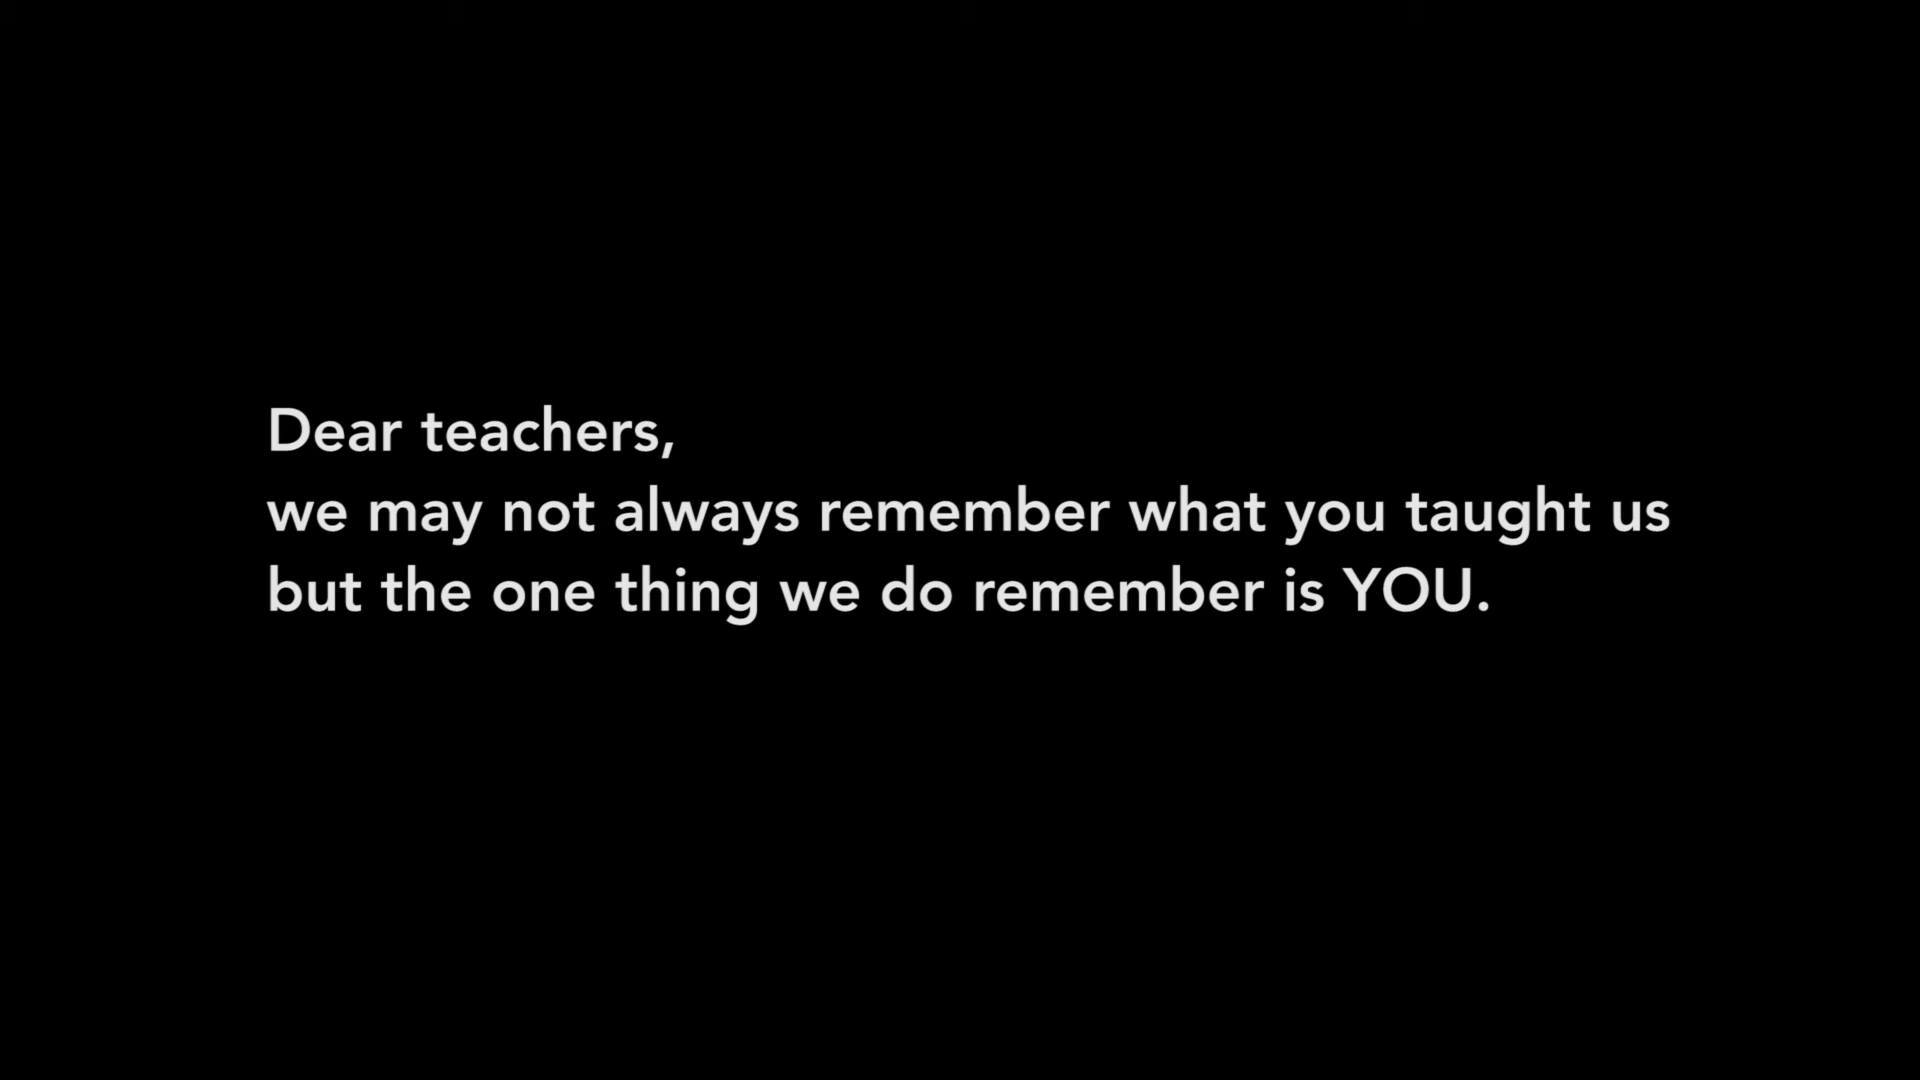 Dear teachers,
we may not always remember what you taught us
but the one thing we do remember is YOU.